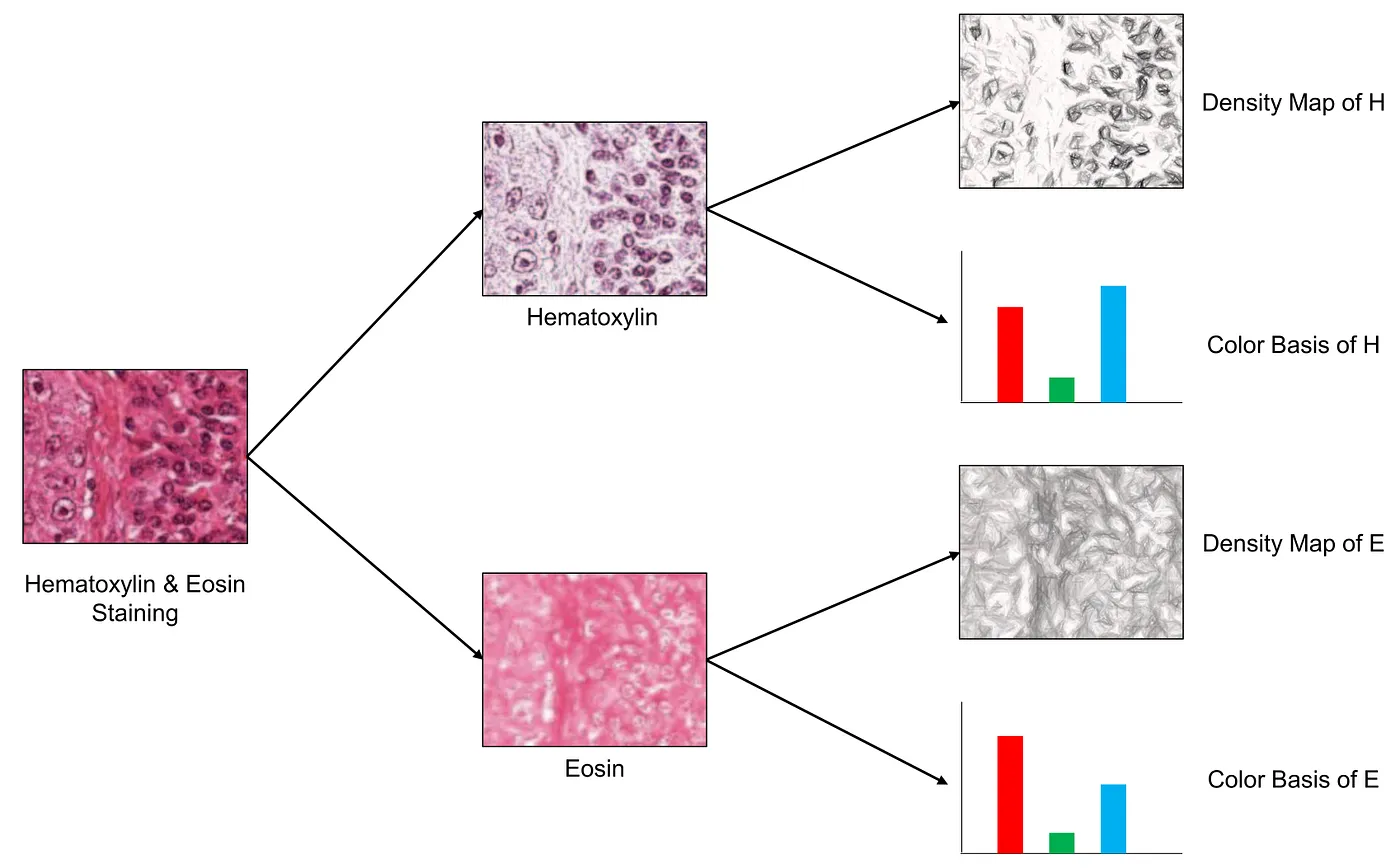 Density Map of H
Hematoxylin
Color Basis of H
Hematoxylin & Eosin
Staining
Density Map of E
Eosin
Color Basis of E